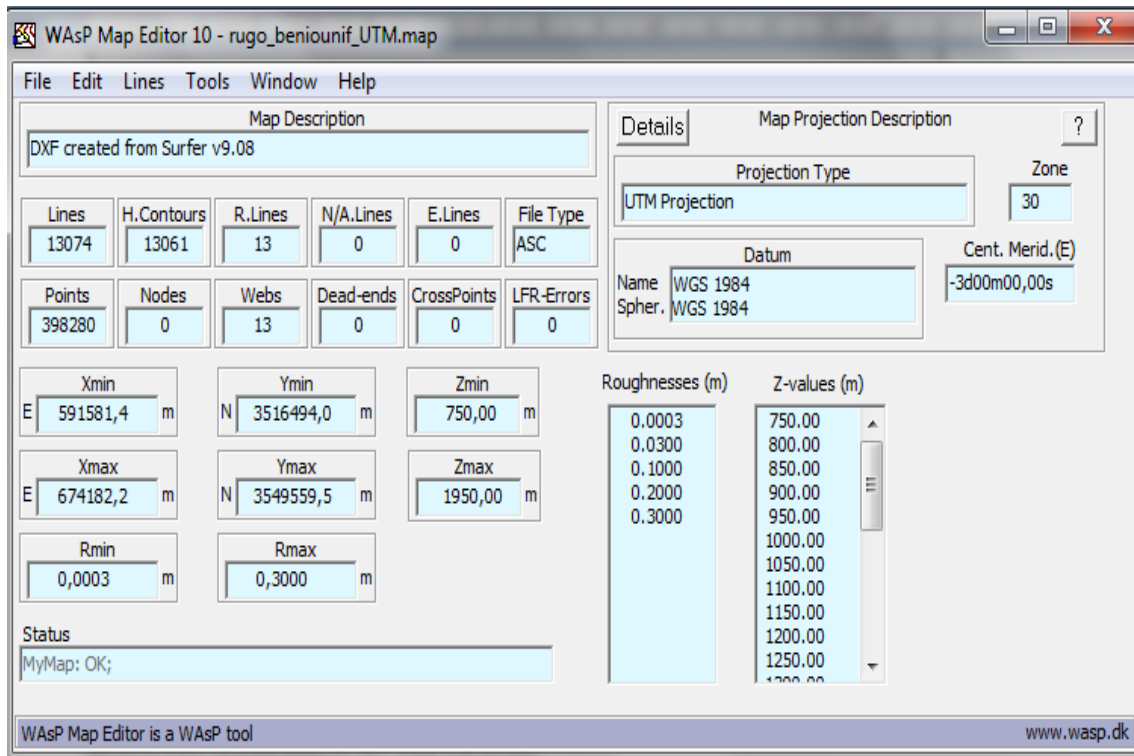 WAsP Map Editor 10 - rugo_beniounif_UTM.map
File Edit Lines Tools Window Help
Map Description
DXF created from Surfer v9.08
Details
Map Projection Description
?
Projection Type
UTM Projection
Zone
30
Lines H.Contours R.Lines N/A.Lines E.Lines File Type
13074 13061 13 0 0 ASC
Datum
Name WGS 1984
Spher. WGS 1984
Cent. Merid.(E)
-3d00m00,00s
Points Nodes Webs Dead-ends CrossPoints LFR-Errors
398280 0 13 0 0 0
Xmin Ymin Zmin
E 591581,4 m N 3516494,0 m 750,00 m
Xmax Ymax Zmax
E 674182,2 m N 3549559,5 m 1950,00 m
Rmin Rmax
0,0003 m 0,3000 m
Roughnesses (m)
0.0003
0.0300
0.1000
0.2000
0.3000
Z-values (m)
750.00
800.00
850.00
900.00
950.00
1000.00
1050.00
1100.00
1150.00
1200.00
1250.00
Status
MyMap: OK;
WAsP Map Editor is a WAsP tool
www.wasp.dk